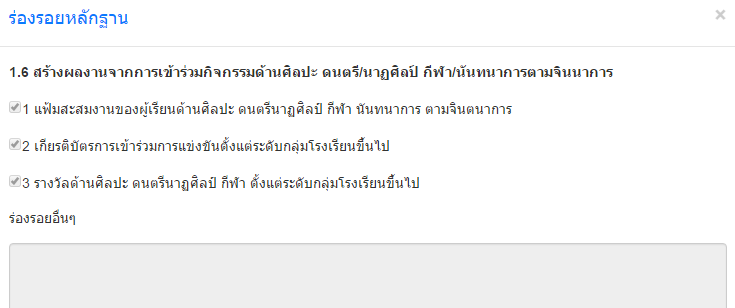 ร่องรอยหลักฐาน
×
1.6 สร้างผลงานจากการเข้าร่วมกิจกรรมด้านศิลปะ ดนตรี/นาฏศิลป์ กีฬา/นันทนาการตามจินนาการ
1 แฟ้มสะสมงานของผู้เรียนด้านศิลปะ ดนตรีนาฏศิลป์ กีฬา นันทนาการ ตามจินตนาการ
2 เกียรติบัตรการเข้าร่วมการแข่งขันตั้งแต่ระดับกลุ่มโรงเรียนขึ้นไป
3 รางวัลด้านศิลปะ ดนตรีนาฏศิลป์ กีฬา ตั้งแต่ระดับกลุ่มโรงเรียนขึ้นไป
ร่องรอยอื่นๆ